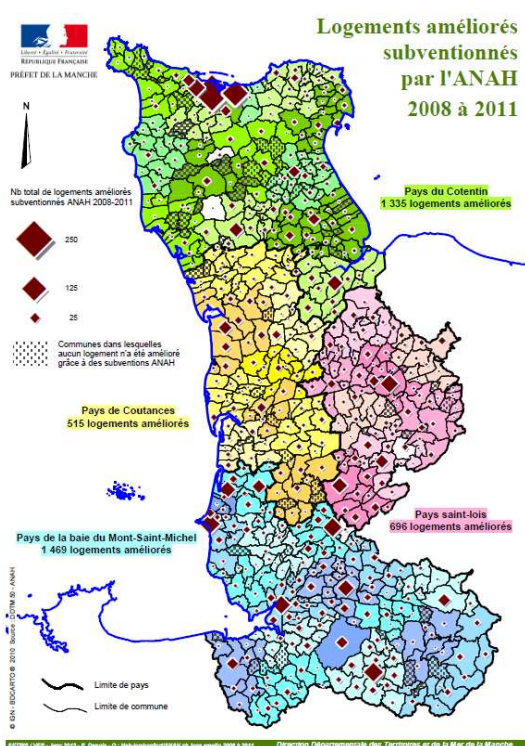 Logements améliorés
subventionnés
par l'ANAH
2008 à 2011
Liberté • Égalité • Fraternité
RÉPUBLIQUE FRANÇAISE
PRÉFET DE LA MANCHE
N
Nb total de logements améliorés
subventionnés ANAH 2008-2011
250
125
25
Communes dans lesquelles
aucun logement n'a été amélioré
grâce à des subventions ANAH
Pays du Cotentin
1 335 logements améliorés
Pays de Coutances
515 logements améliorés
Pays saint-lois
696 logements améliorés
Pays de la baie du Mont-Saint-Michel
1 469 logements améliorés
© IGN - BDCARTO ® 2010 Source : DDTM 50 - ANAH
Limite de pays
Limite de commune
Direction Départementale des Territoires et de la Mer de la Manche